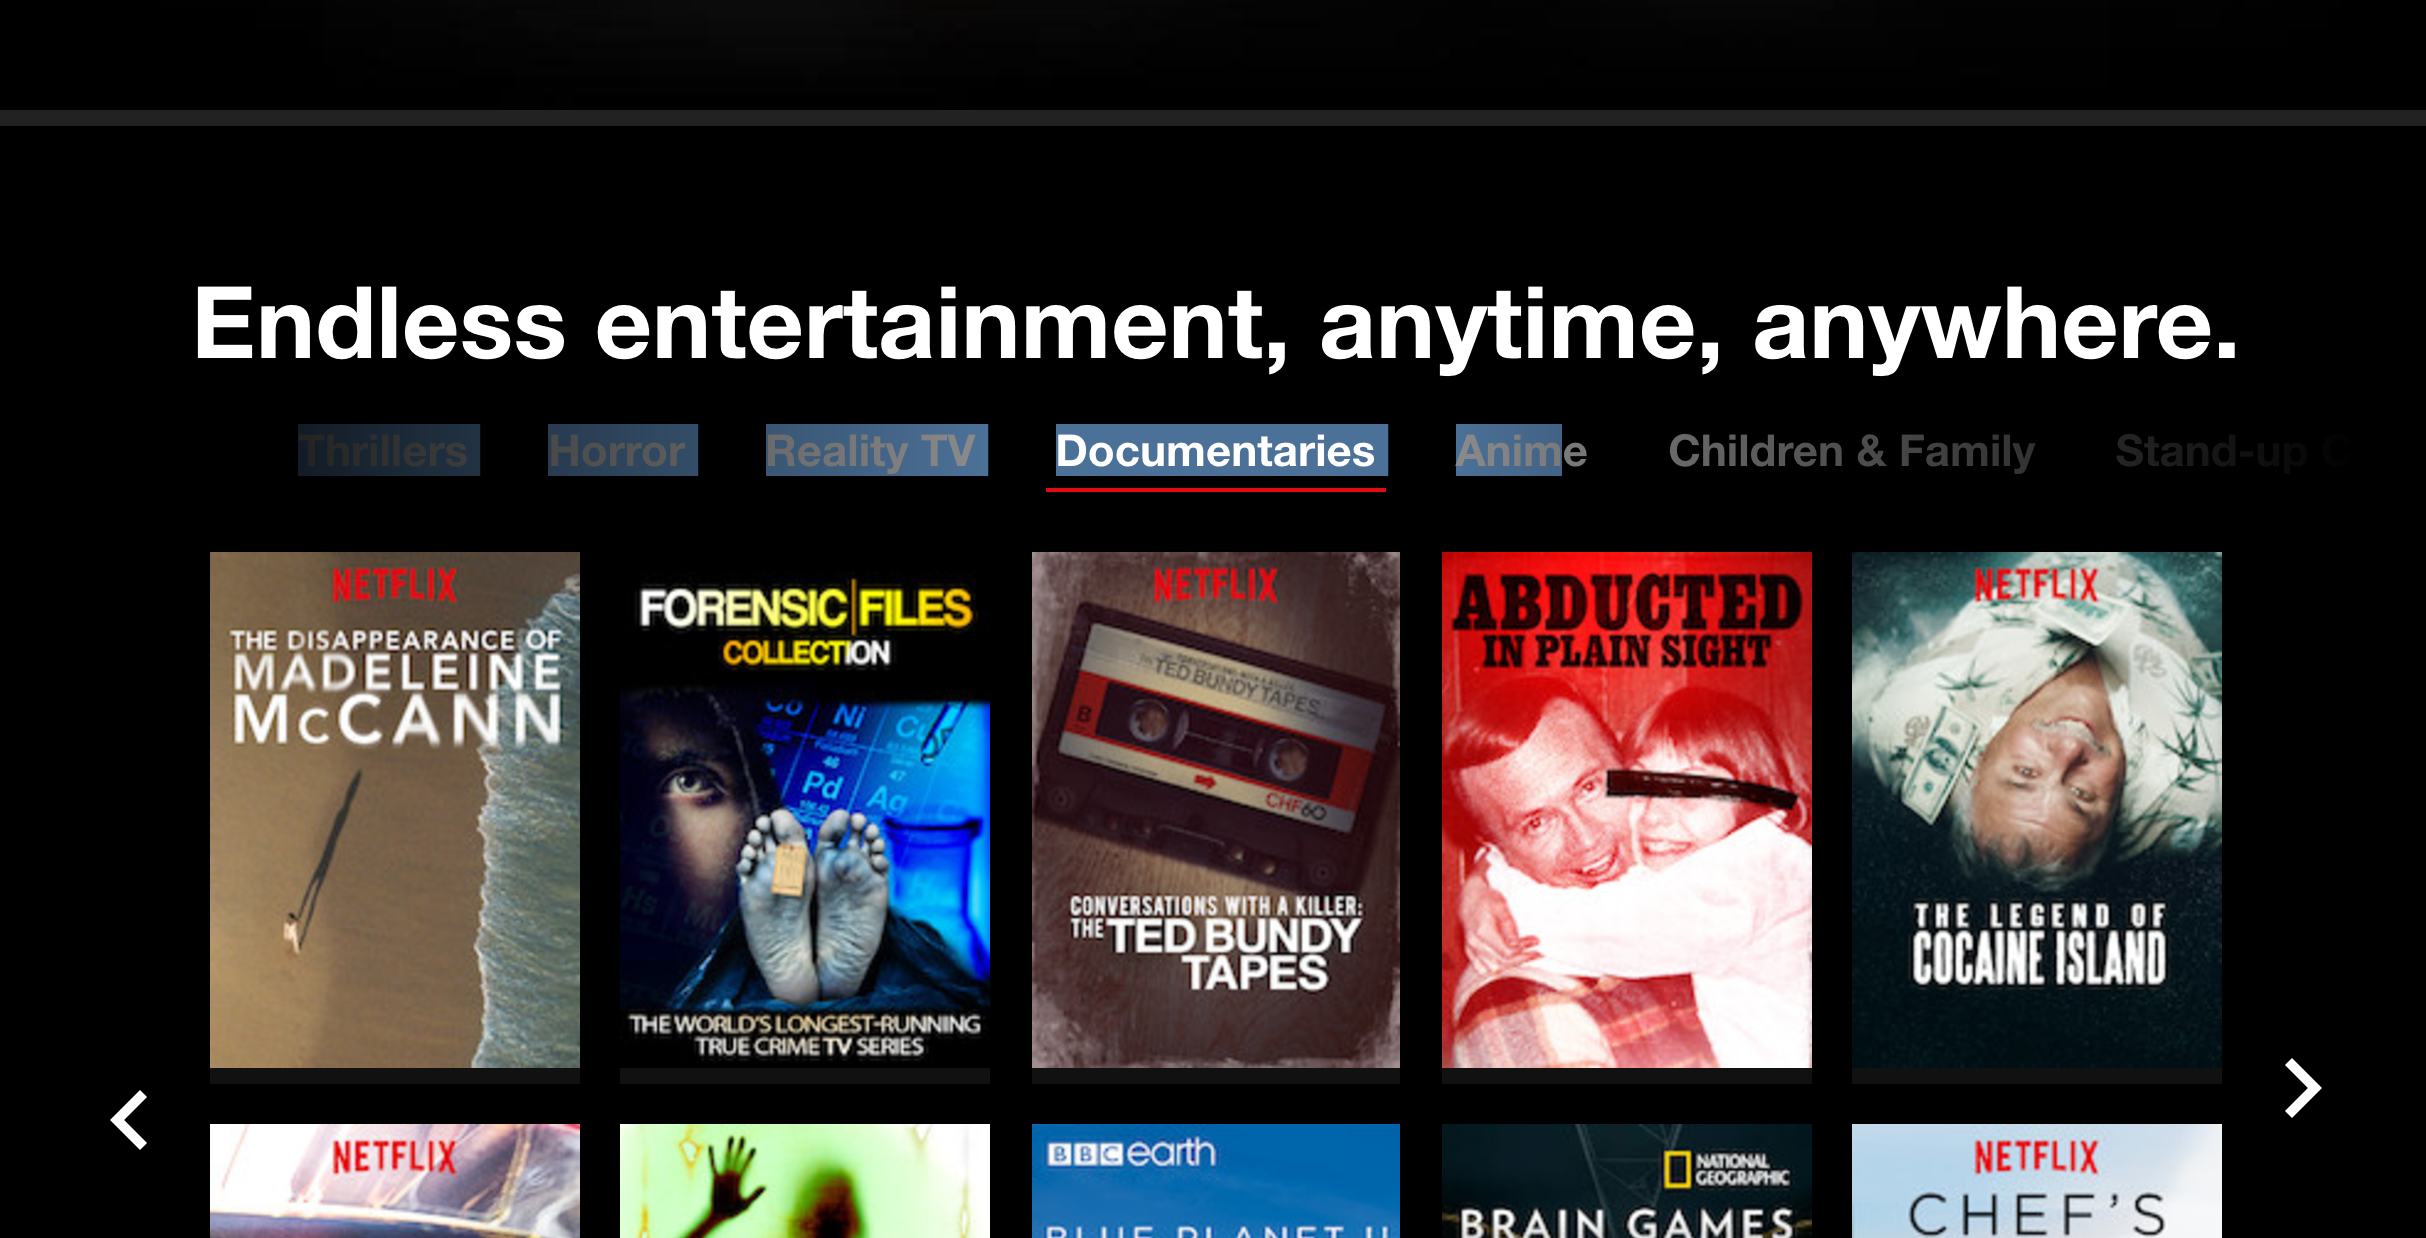 Endless entertainment, anytime, anywhere.
Thrillers Horror Reality TV Documentaries Anime Children & Family Stand-up
NETFLIX
THE DISAPPEARANCE OF
MADELEINE
McCANN
FORENSIC FILES
COLLECTION
Co Ni Cu
46
47
Pd
Ag
Hs
THE WORLD'S LONGEST-RUNNING
TRUE CRIME TV SERIES
NETFLIX
TED BUNDY TAPES
B
CHF60
CONVERSATIONS WITH A KILLER:
THE TED BUNDY
TAPES
ABDUCTED
IN PLAIN SIGHT
NETFLIX
THE LEGEND OF
COCAINE ISLAND
NETFLIX
BBC earth
BLUE PLANET II
NATIONAL
GEOGRAPHIC
BRAIN GAMES
NETFLIX
CHEF'S